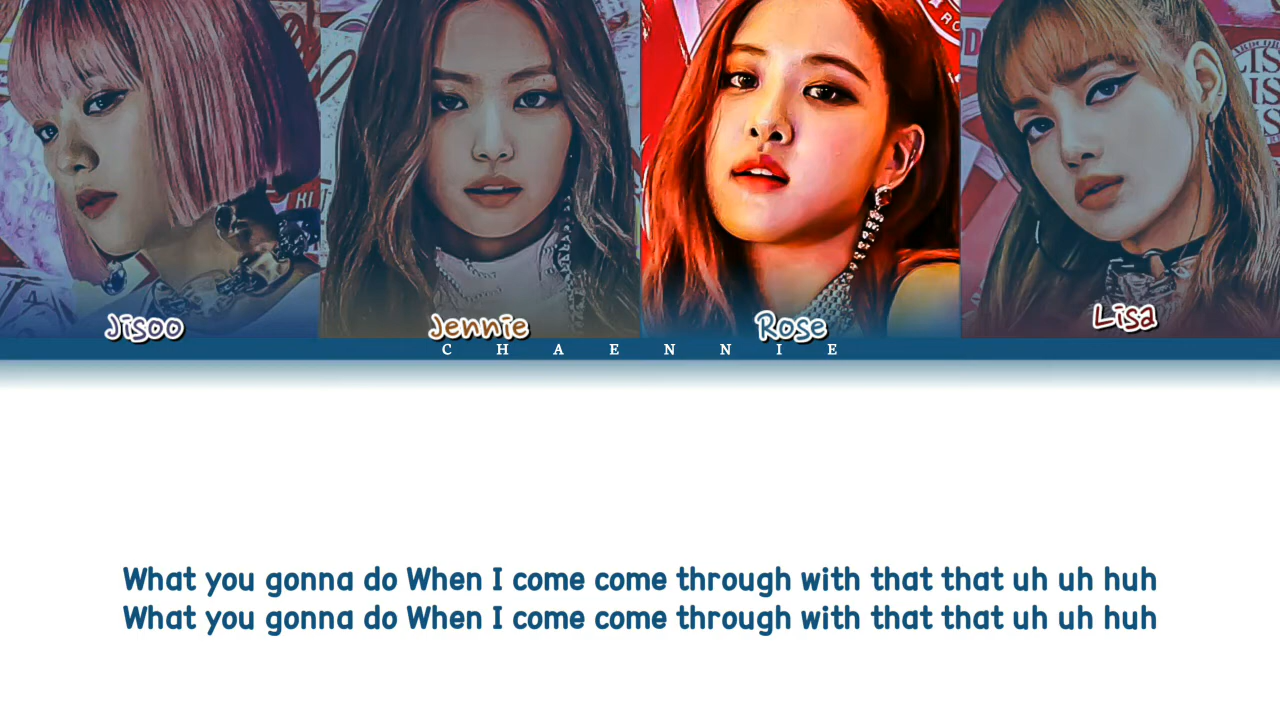 Jisoo Jennie Rose Lisa
C H A E N N I E
What you gonna do When I come come through with that that uh uh huh
What you gonna do When I come come through with that that uh uh huh